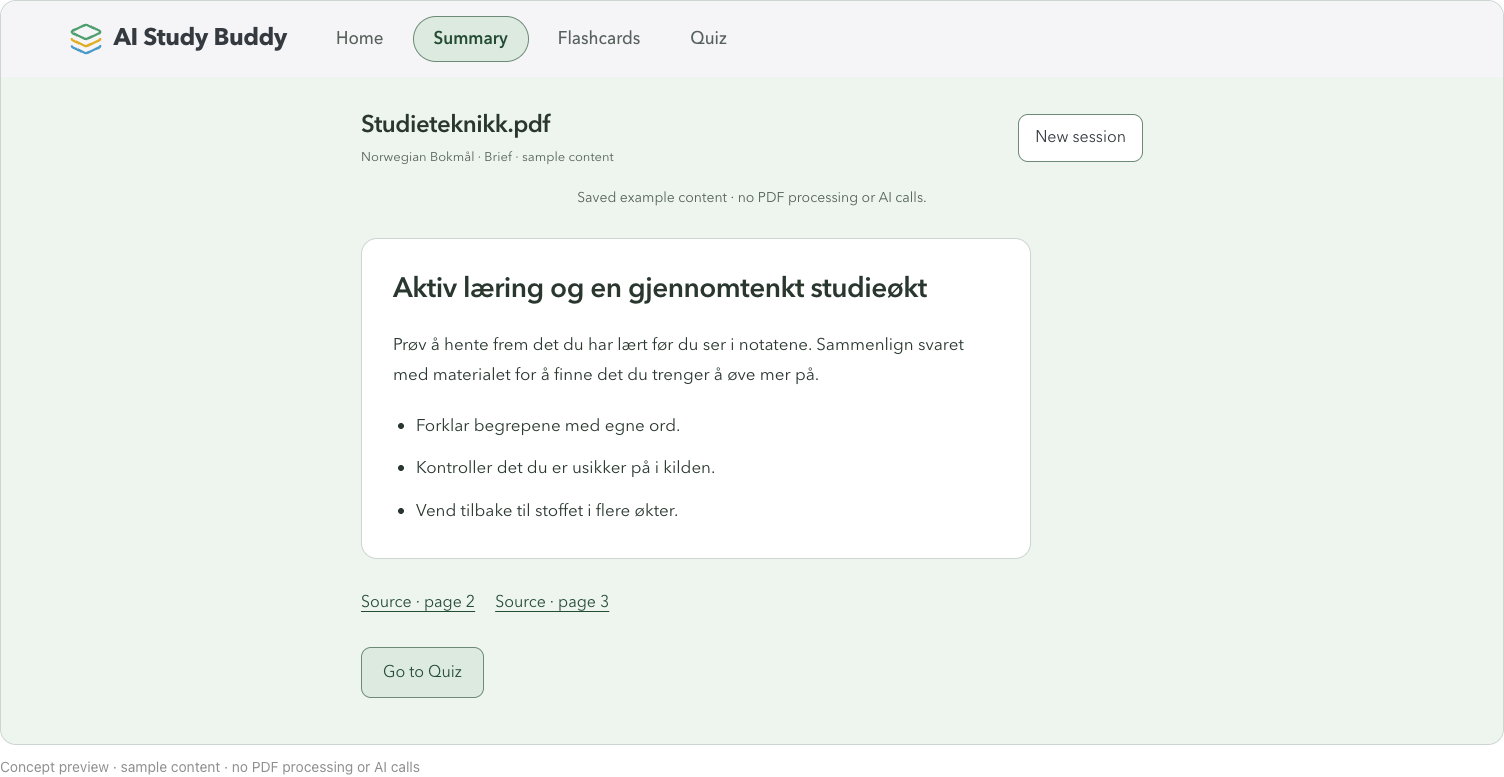 AI Study Buddy
Home
Summary
Flashcards
Quiz
Studieteknikk.pdf
Norwegian Bokmål · Brief · sample content
New session
Saved example content · no PDF processing or AI calls.
Aktiv læring og en gjennomtenkt studieøkt
Prøv å hente frem det du har lært før du ser i notatene. Sammenlign svaret
med materialet for å finne det du trenger å øve mer på.
• Forklar begrepene med egne ord.
• Kontroller det du er usikker på i kilden.
• Vend tilbake til stoffet i flere økter.
Source · page 2
Source · page 3
Go to Quiz
Concept preview · sample content · no PDF processing or AI calls